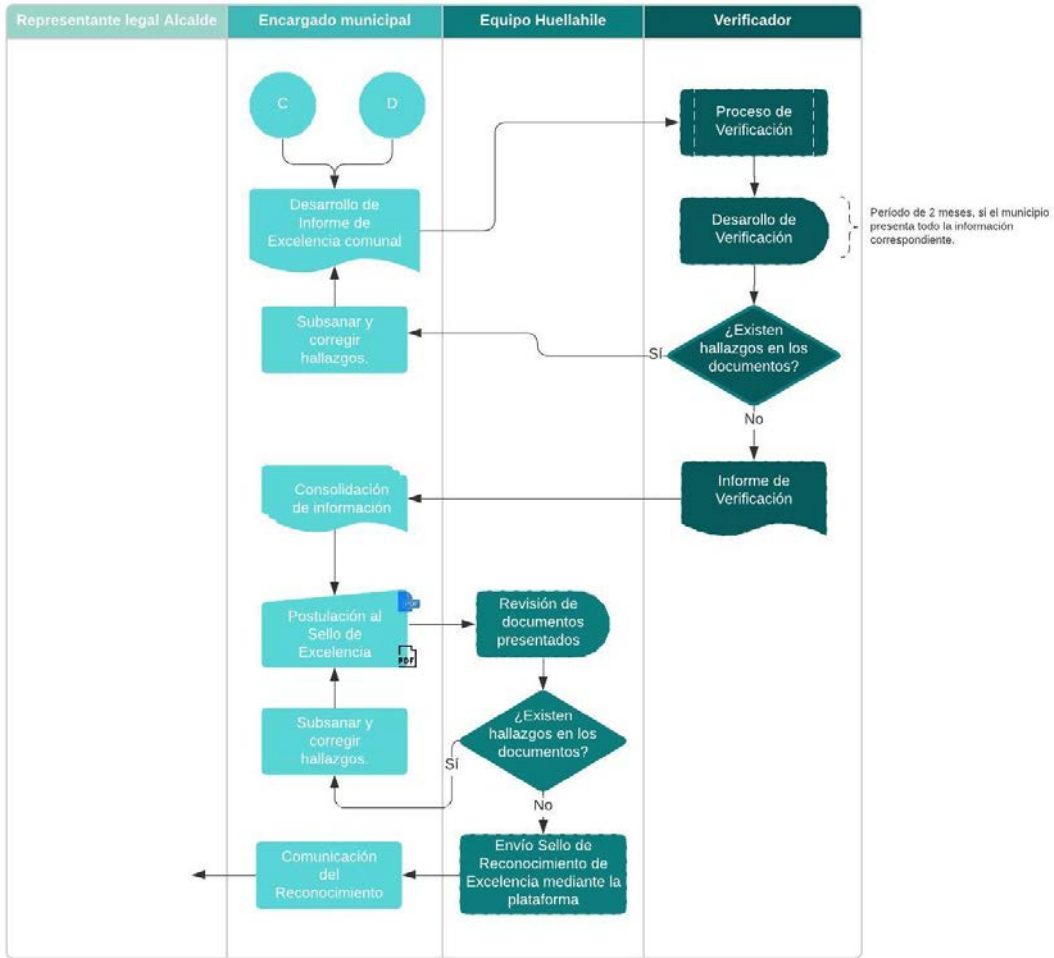 Representante legal Alcalde
Encargado municipal
Equipo Huellahile
Verificador
C
D
Proceso de
Verificación
Desarrollo de
Informe de
Excelencia comunal
Desarollo de
Verificación
Período de 2 meses, si el municipio
presenta todo la información
correspondiente.
Subsanar y
corregir
hallazgos.
Sí
¿Existen
hallazgos en los
documentos?
No
Consolidación
de información
Informe de
Verificación
Postulación al
Sello de
Excelencia
PDF
Revisión de
documentos
presentados
Subsanar y
corregir
hallazgos.
Sí
¿Existen
hallazgos en los
documentos?
No
Comunicación
del
Reconocimiento
Envío Sello de
Reconocimiento de
Excelencia mediante la
plataforma